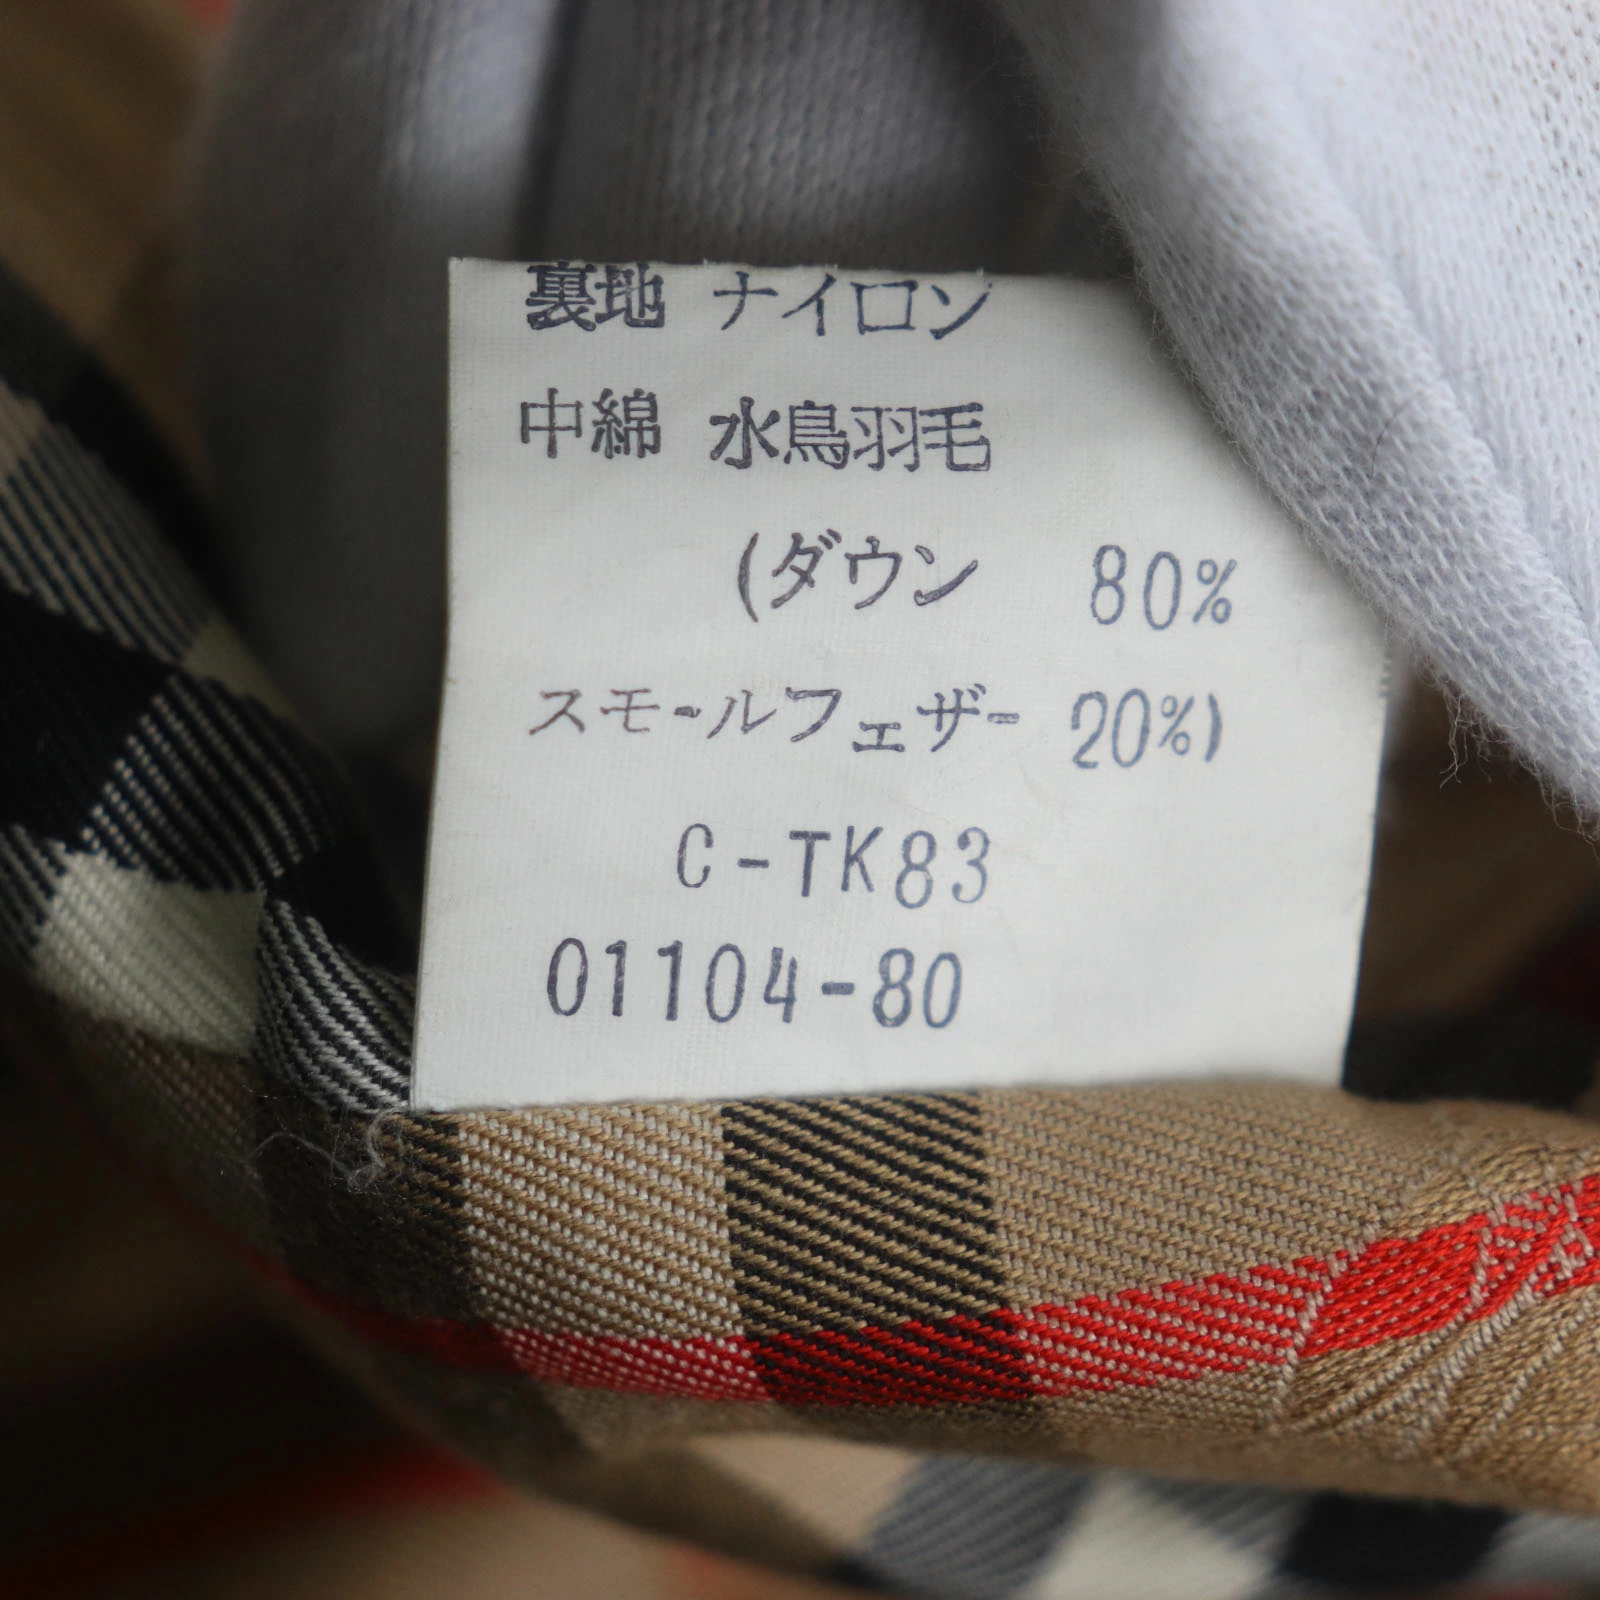 裏地 ナイロン
中綿 水鳥羽毛
(ダウン 80%
スモールフェザー 20%)
C-TK83
01104-80